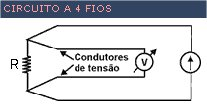 CIRCUITO A 4 FIOS
Condutores
de tensão
V
R